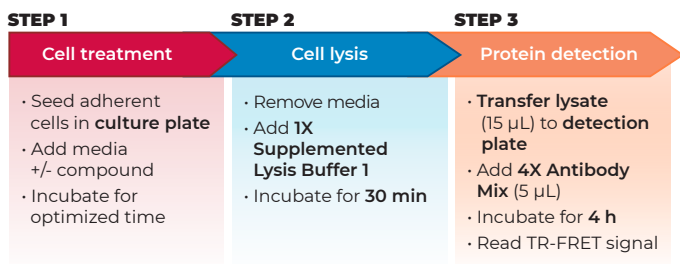 STEP 1
Cell treatment
· Seed adherent
cells in culture plate
· Add media
+/- compound
· Incubate for
optimized time
STEP 2
Cell lysis
· Remove media
· Add 1X
Supplemented
Lysis Buffer 1
· Incubate for 30 min
STEP 3
Protein detection
· Transfer lysate
(15 µL) to detection
plate
· Add 4X Antibody
Mix (5 µL)
· Incubate for 4 h
· Read TR-FRET signal